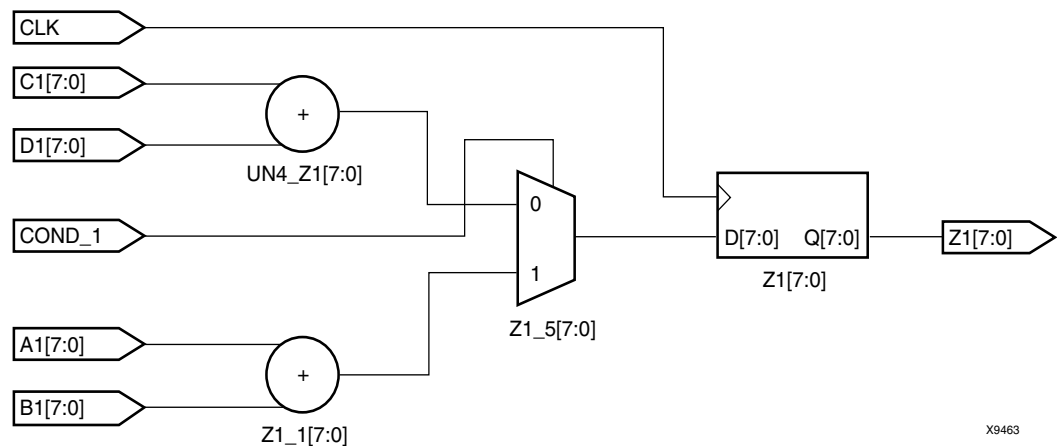 CLK
C1[7:0]
+
D1[7:0]
UN4_Z1[7:0]
0
COND_1
D[7:0] Q[7:0]
Z1[7:0]
1
Z1[7:0]
Z1_5[7:0]
A1[7:0]
+
B1[7:0]
Z1_1[7:0]
X9463